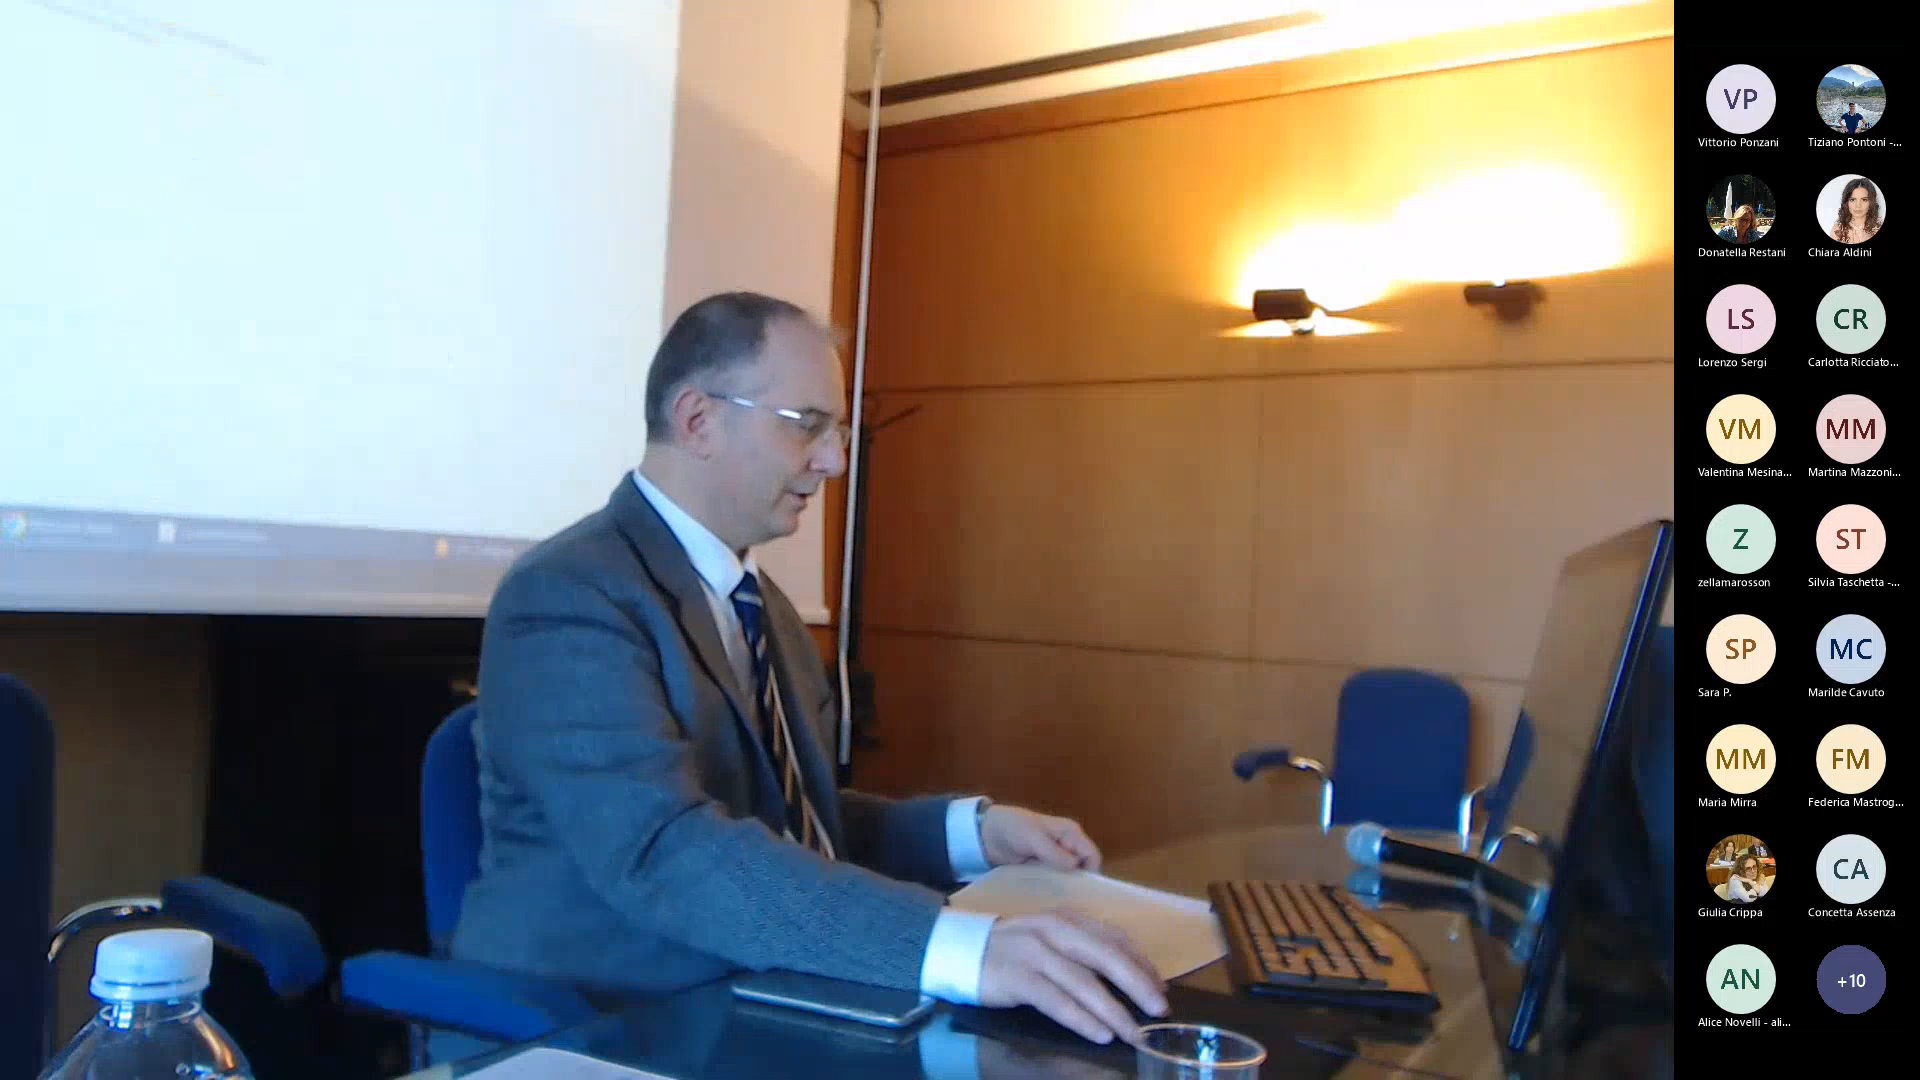 VP
Vittorio Ponzani
Tiziano Pontoni -...
Donatella Restani
Chiara Aldini
LS
CR
Lorenzo Sergi
Carlotta Ricciato...
VM
MM
Valentina Mesina...
Martina Mazzoni...
Z
ST
zellamarosson
Silvia Taschetta -...
SP
MC
Sara P.
Marilde Cavuto
MM
FM
Maria Mirra
Federica Mastrog...
CA
Giulia Crippa
Concetta Assenza
AN
+10
Alice Novelli - ali...